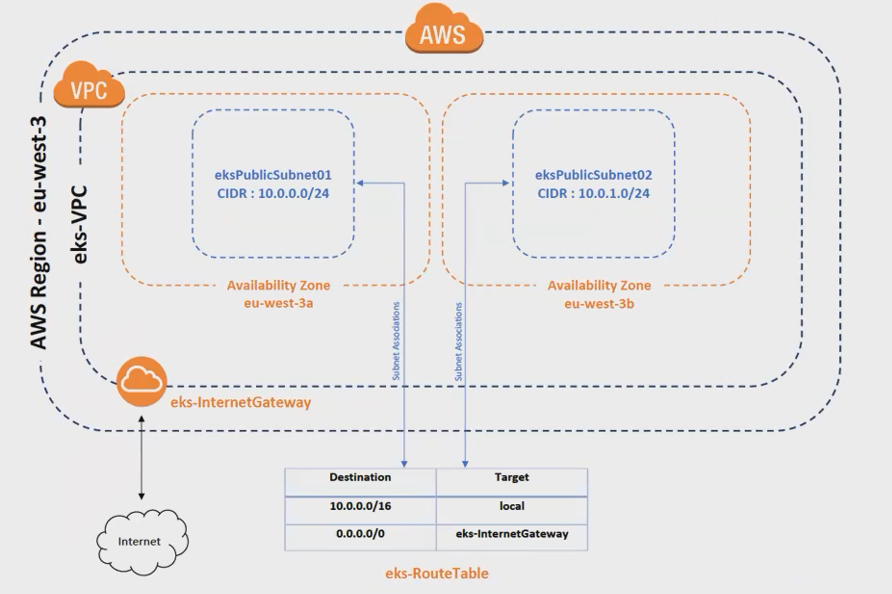 AWS
VPC
AWS Region - eu-west-3
eks-VPC
eksPublicSubnet01
CIDR : 10.0.0.0/24
eksPublicSubnet02
CIDR : 10.0.1.0/24
Availability Zone
eu-west-3a
Availability Zone
eu-west-3b
Subnet Associations
Subnet Associations
eks-InternetGateway
Internet
Destination Target
10.0.0.0/16 local
0.0.0.0/0 eks-InternetGateway
eks-RouteTable